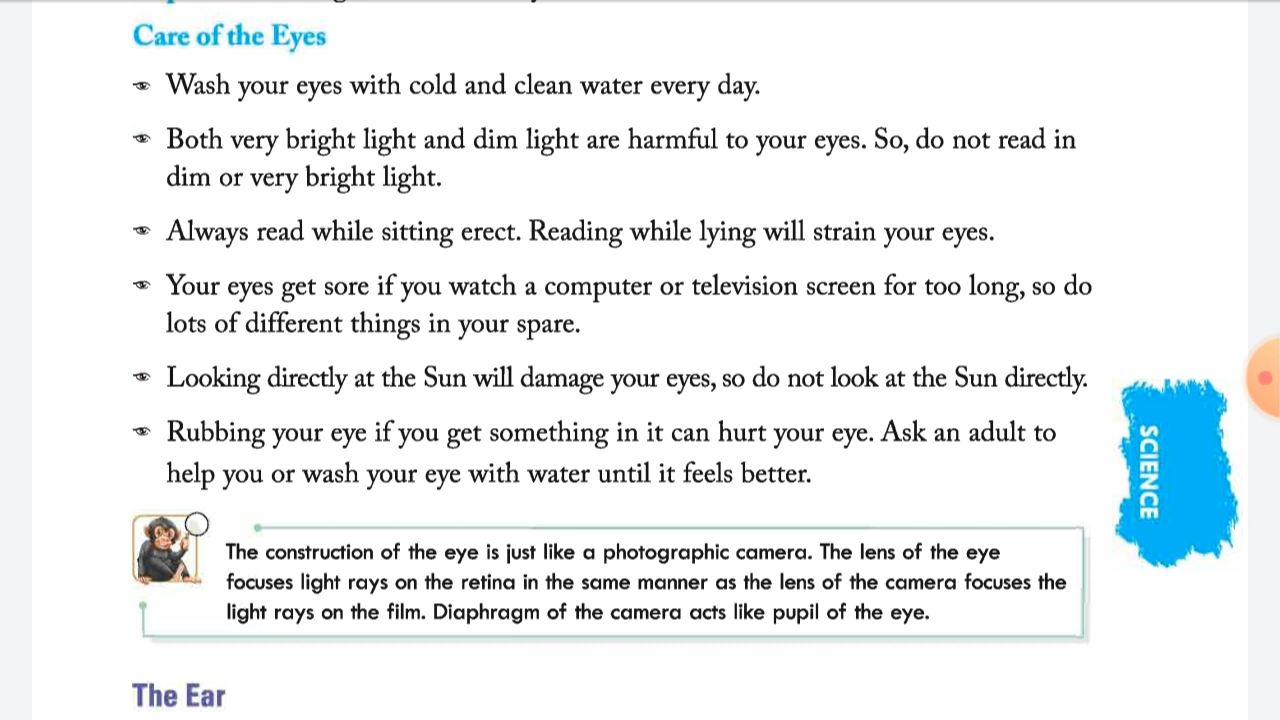 Care of the Eyes
Wash your eyes with cold and clean water every day.
Both very bright light and dim light are harmful to your eyes. So, do not read in
dim or very bright light.
Always read while sitting erect. Reading while lying will strain your eyes.
Your eyes get sore if you watch a computer or television screen for too long, so do
lots of different things in your spare.
Looking directly at the Sun will damage your eyes, so do not look at the Sun directly.
Rubbing your eye if you get something in it can hurt your eye. Ask an adult to
help you or wash your eye with water until it feels better.
SCIENCE
The construction of the eye is just like a photographic camera. The lens of the eye
focuses light rays on the retina in the same manner as the lens of the camera focuses the
light rays on the film. Diaphragm of the camera acts like pupil of the eye.
The Ear